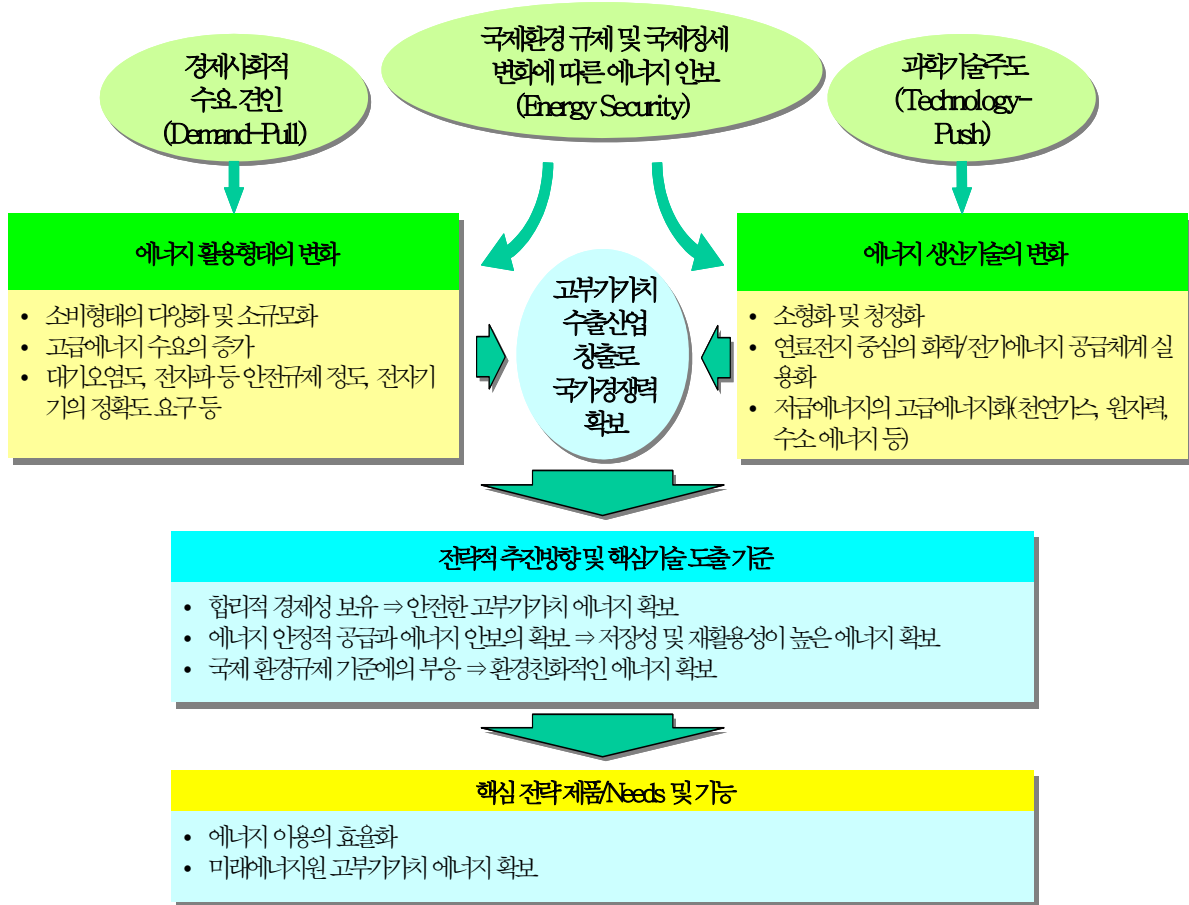 경제사회적
수요 견인
(Demand-Pull)
국제환경 규제 및 국제정세
변화에 따른 에너지 안보
(Energy Security)
과학기술주도
(Technology-
Push)
에너지 활용형태의 변화
• 소비형태의 다양화 및 소규모화
• 고급에너지 수요의 증가
• 대기오염도, 전자파 등 안전규제 정도, 전자기
기의 정확도 요구 등
고부가가치
수출산업
창출로
국가경쟁력
확보
에너지 생산기술의 변화
• 소형화 및 청정화
• 연료전지 중심의 화학/전기에너지 공급체계 실
용화
• 저급에너지의 고급에너지화(천연가스, 원자력,
수소 에너지 등)
전략적 추진방향 및 핵심기술 도출 기준
• 합리적 경제성 보유 ⇒ 안전한 고부가가치 에너지 확보
• 에너지 안정적 공급과 에너지 안보의 확보 ⇒ 저장성 및 재활용성이 높은 에너지 확보
• 국제 환경규제 기준에의 부응 ⇒ 환경친화적인 에너지 확보
핵심 전략 제품/Needs 및 기능
• 에너지 이용의 효율화
• 미래에너지원 고부가가치 에너지 확보